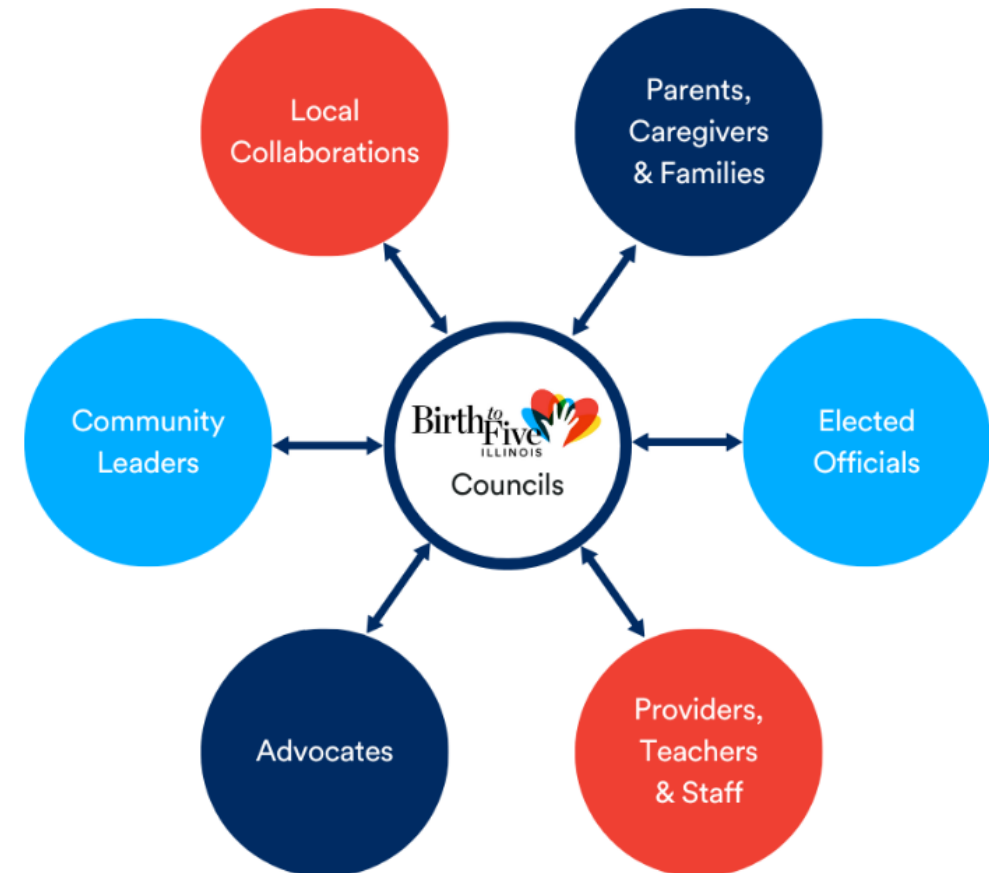 Local
Collaborations
Parents,
Caregivers
& Families
Community
Leaders
Birth to Five
ILLINOIS
Councils
Elected
Officials
Advocates
Providers,
Teachers
& Staff